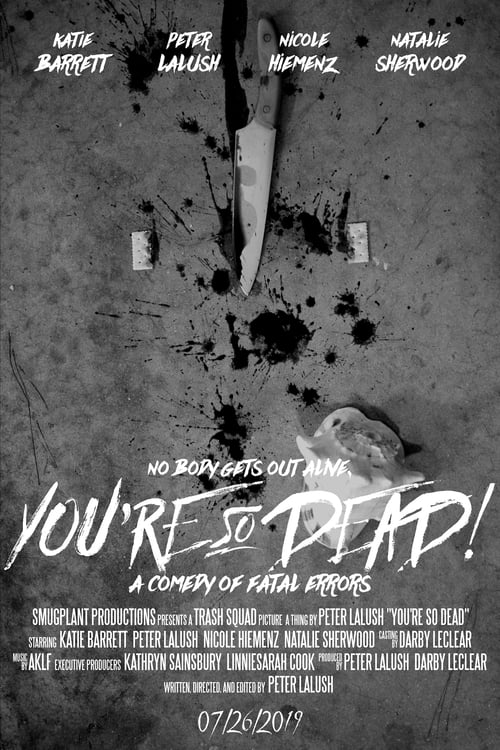 KATIE BARRETT
PETER LALUSH
NICOLE HIEMENZ
NATALIE SHERWOOD
NO BODY GETS OUT ALIVE,
YOU'RE SO DEAD!
A COMEDY OF FATAL ERRORS
SMUGPLANT PRODUCTIONS PRESENTS A TRASH SQUAD PICTURE A THING BY PETER LALUSH "YOU'RE SO DEAD"
STARRING KATIE BARRETT PETER LALUSH NICOLE HIEMENZ NATALIE SHERWOOD CASTING BY DARBY LECLEAR
MUSIC BY AKLF EXECUTIVE PRODUCERS KATHRYN SAINSBURY LINNIESARAH COOK PRODUCED BY PETER LALUSH DARBY LECLEAR
WRITTEN, DIRECTED, AND EDITED BY PETER LALUSH
07/26/2019